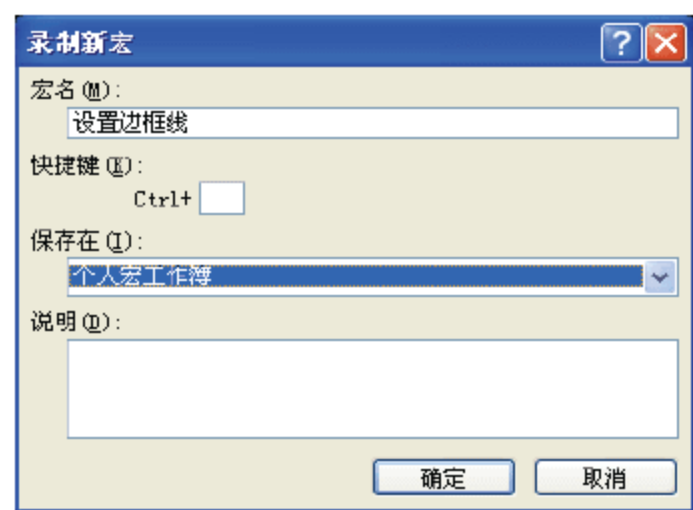 录制新宏
宏名(M):
设置边框线
快捷键(K):
Ctrl+
保存在(I):
个人宏工作簿
说明(D):
确定 取消